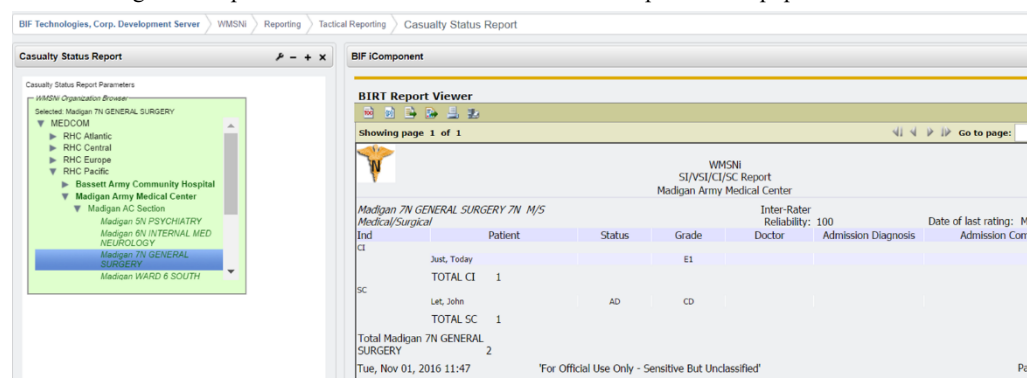 BIF Technologies, Corp. Development Server WMSNi Reporting Tactical Reporting Casualty Status Report
Casualty Status Report
Casualty Status Report Parameters
WMSNi Organization Browser
Selected: Madigan 7N GENERAL SURGERY
MEDCOM
RHC Atlantic
RHC Central
RHC Europe
RHC Pacific
Bassett Army Community Hospital
Madigan Army Medical Center
Madigan AC Section
Madigan 5N PSYCHIATRY
Madigan 6N INTERNAL MED
NEUROLOGY
Madigan 7N GENERAL
SURGERY
Madigan WARD 6 SOUTH
BIF iComponent
BIRT Report Viewer
Showing page 1 of 1
Go to page:
N
WMSNi
SI/VSI/CI/SC Report
Madigan Army Medical Center
Madigan 7N GENERAL SURGERY 7N M/S
Medical/Surgical
Inter-Rater
Reliability: 100
Date of last rating: M
Ind Patient Status Grade Doctor Admission Diagnosis Admission Com
CI
Just, Today E1
TOTAL CI 1
SC
Let, John AD CD
TOTAL SC 1
Total Madigan 7N GENERAL
SURGERY 2
Tue, Nov 01, 2016 11:47 'For Official Use Only - Sensitive But Unclassified' Pa